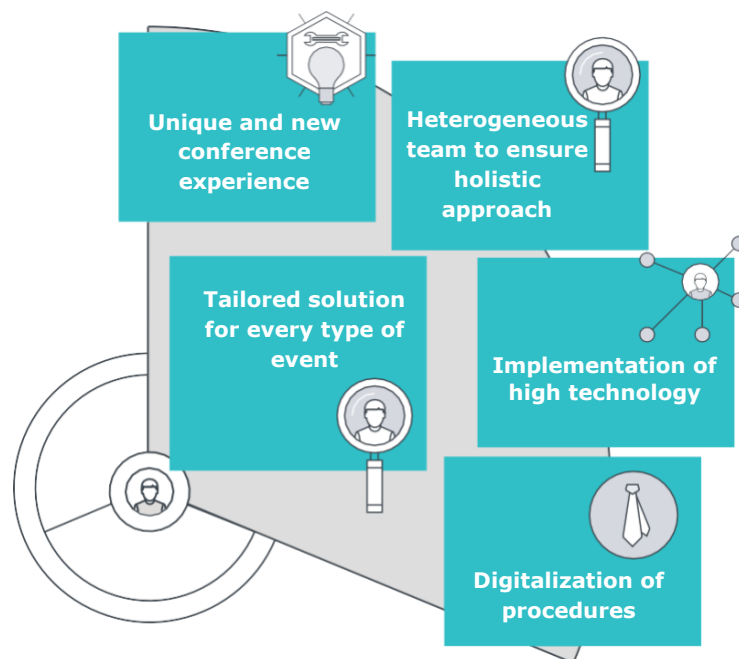 Unique and new
conference
experience
Heterogeneous
team to ensure
holistic
approach
Tailored solution
for every type of
event
Implementation of
high technology
Digitalization of
procedures